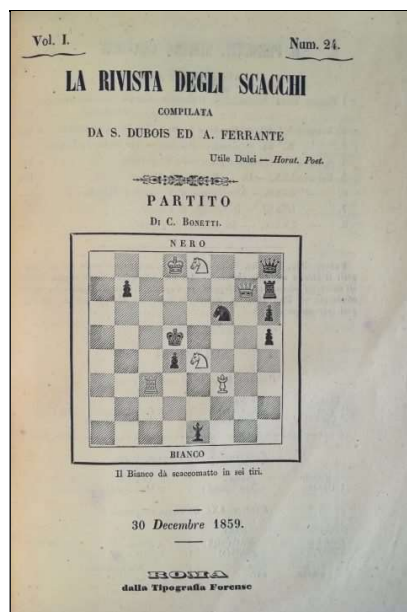 Vol. I.
Num. 24.
LA RIVISTA DEGLI SCACCHI
COMPILATA
DA S. DUBOIS ED A. FERRANTE
Utile Dulci — Horat. Poet.
PARTITO
DI C. BONETTI.
NERO
BIANCO
Il Bianco dà scaccomatto in sei tiri.
30 Decembre 1859.
ROMA
dalla Tipografia Forense